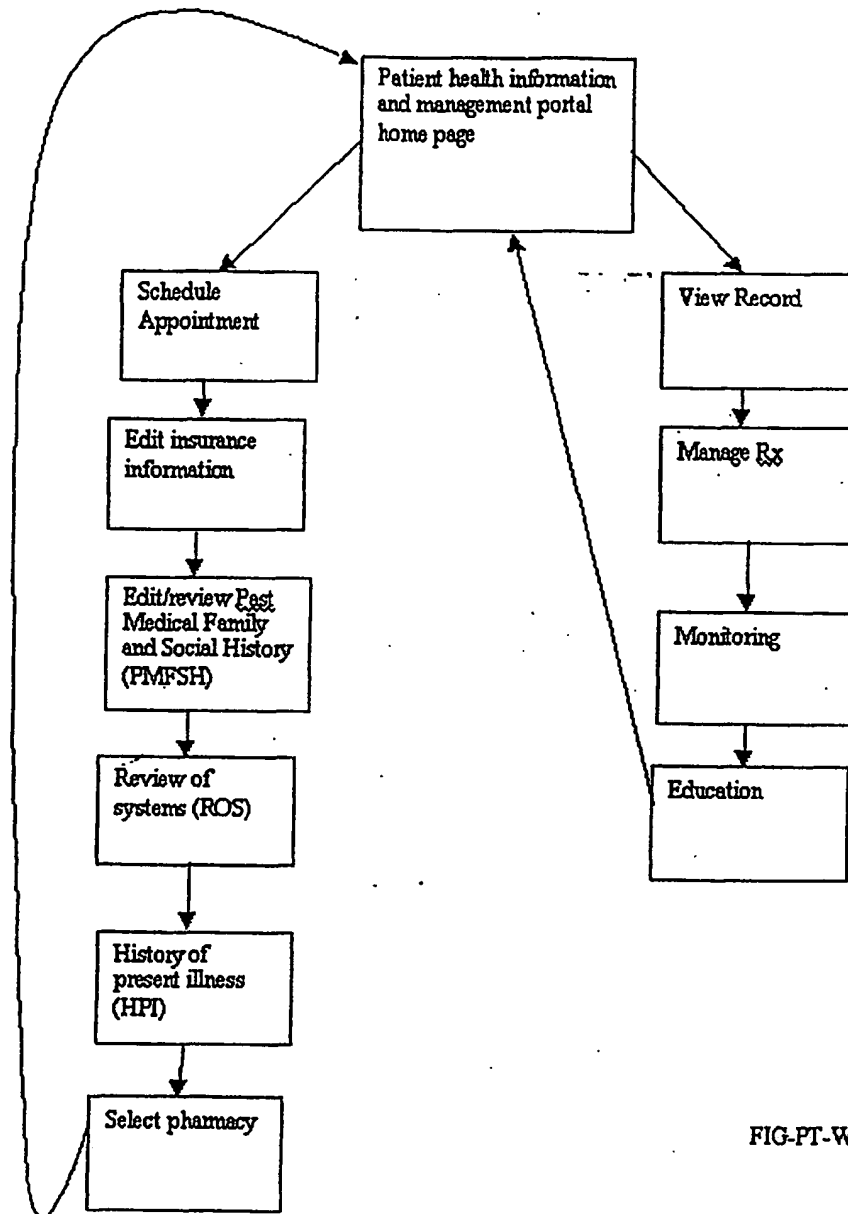 Patient health information
and management portal
home page
Schedule
Appointment
Edit insurance
information
Edit/review Past
Medical Family
and Social History
(PMFSH)
Review of
systems (ROS)
History of
present illness
(HPI)
Select pharmacy
View Record
Manage Rx
Monitoring
Education
FIG-PT-W